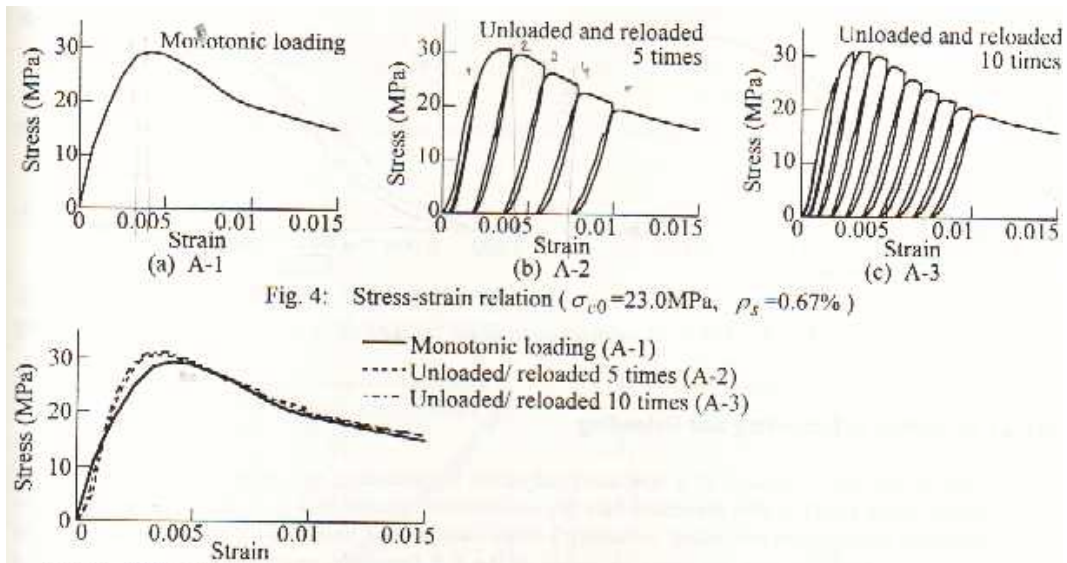 Monotonic loading
Stress (MPa)
30
20
10
0
0 0.005 0.01 0.015
Strain
(a) A-1
Unloaded and reloaded
5 times
Stress (MPa)
30
20
10
0
0 0.005 0.01 0.015
Strain
(b) A-2
Unloaded and reloaded
10 times
Stress (MPa)
30
20
10
0
0 0.005 0.01 0.015
Strain
(c) A-3
Fig. 4: Stress-strain relation ( σc0 =23.0MPa, ρs =0.67% )
Stress (MPa)
30
20
10
0
0 0.005 0.01 0.015
Strain
Monotonic loading (A-1)
Unloaded/ reloaded 5 times (A-2)
Unloaded/ reloaded 10 times (A-3)